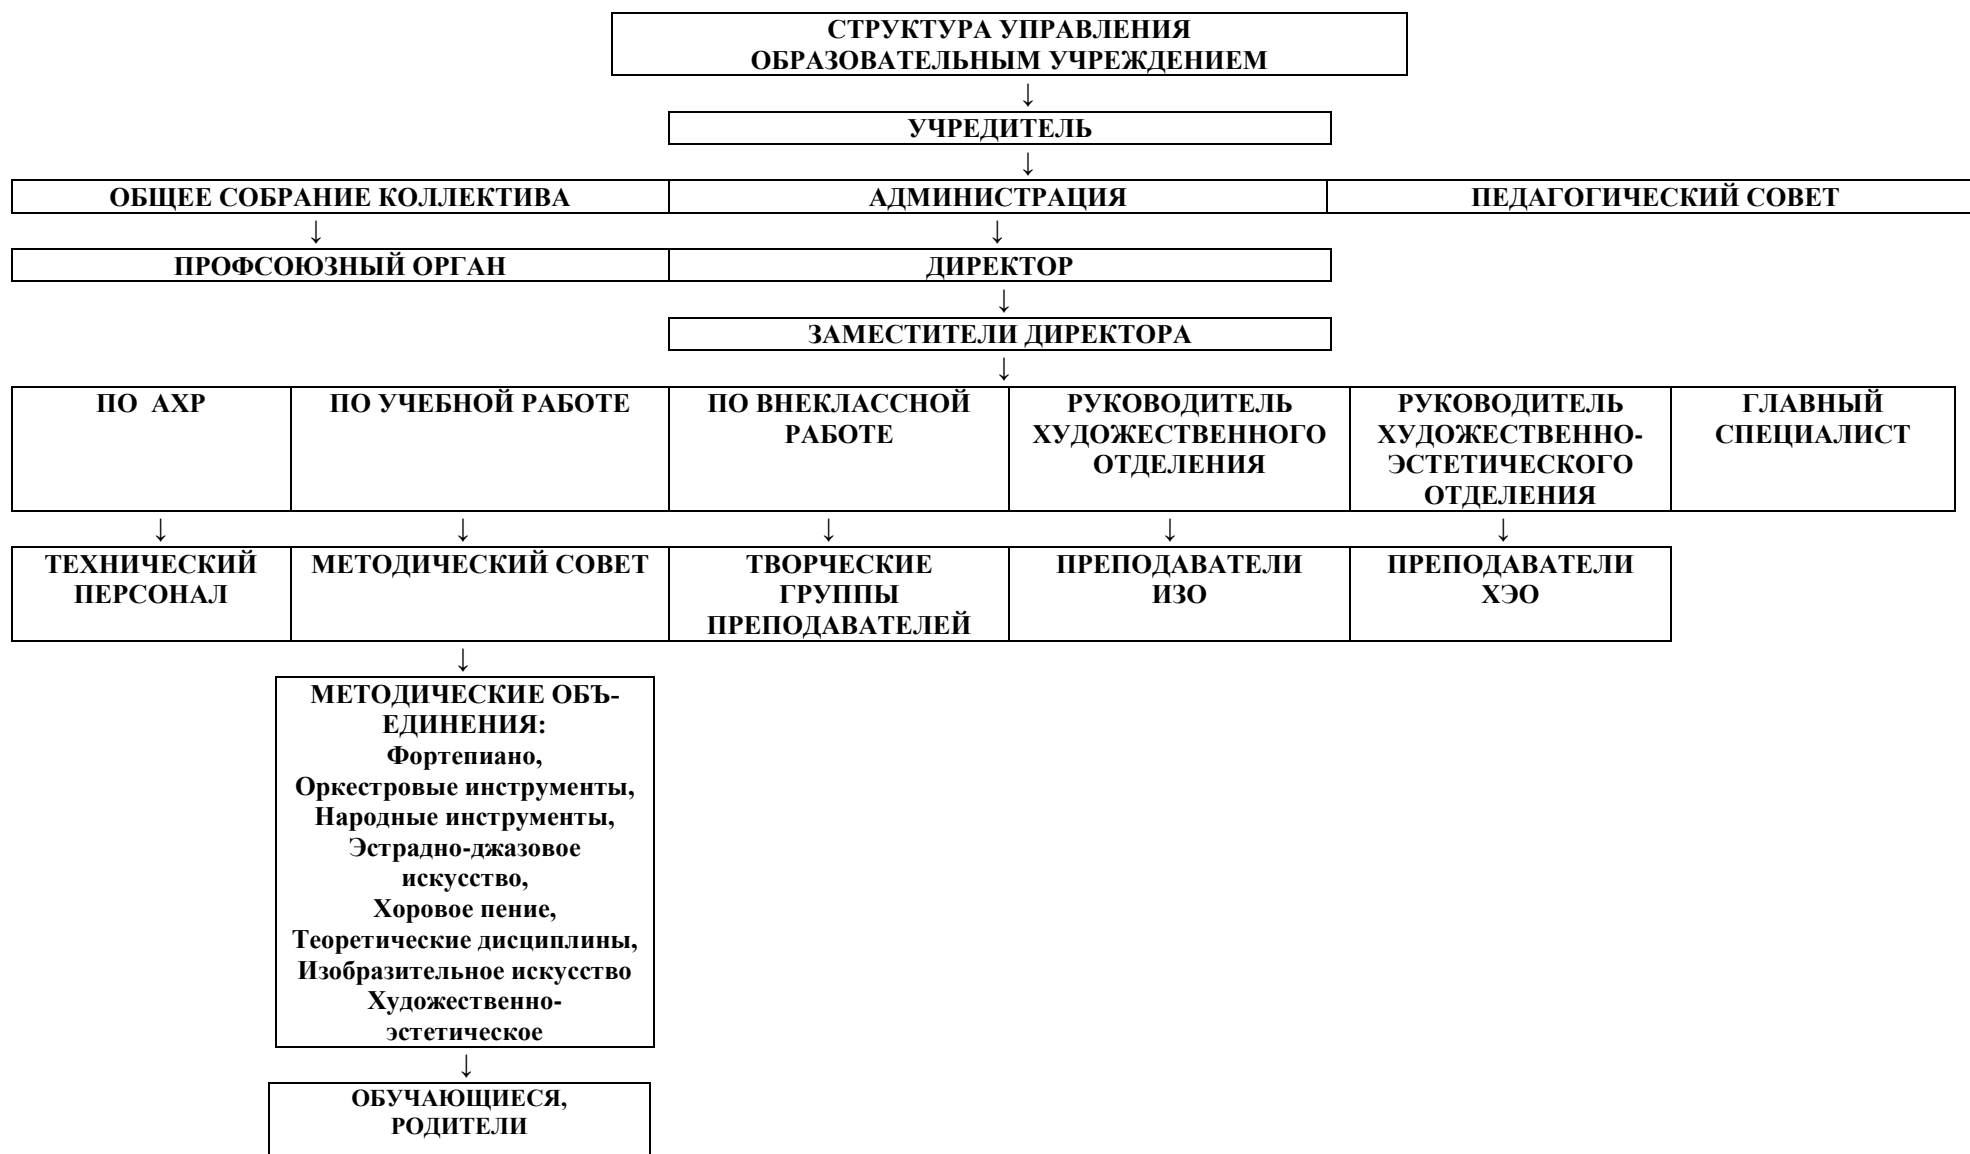 СТРУКТУРА УПРАВЛЕНИЯ
ОБРАЗОВАТЕЛЬНЫМ УЧРЕЖДЕНИЕМ
↓
УЧРЕДИТЕЛЬ
↓
ОБЩЕЕ СОБРАНИЕ КОЛЛЕКТИВА
АДМИНИСТРАЦИЯ
ПЕДАГОГИЧЕСКИЙ СОВЕТ
↓
↓
ПРОФСОЮЗНЫЙ ОРГАН
ДИРЕКТОР
↓
ЗАМЕСТИТЕЛИ ДИРЕКТОРА
↓
ПО АХР
ПО УЧЕБНОЙ РАБОТЕ
ПО ВНЕКЛАССНОЙ
РАБОТЕ
РУКОВОДИТЕЛЬ
ХУДОЖЕСТВЕННОГО
ОТДЕЛЕНИЯ
РУКОВОДИТЕЛЬ
ХУДОЖЕСТВЕННО-
ЭСТЕТИЧЕСКОГО
ОТДЕЛЕНИЯ
ГЛАВНЫЙ
СПЕЦИАЛИСТ
↓
↓
↓
↓
↓
ТЕХНИЧЕСКИЙ
ПЕРСОНАЛ
МЕТОДИЧЕСКИЙ СОВЕТ
ТВОРЧЕСКИЕ
ГРУППЫ
ПРЕПОДАВАТЕЛЕЙ
ПРЕПОДАВАТЕЛИ
ИЗО
ПРЕПОДАВАТЕЛИ
ХЭО
↓
МЕТОДИЧЕСКИЕ ОБЪ-
ЕДИНЕНИЯ:
Фортепиано,
Оркестровые инструменты,
Народные инструменты,
Эстрадно-джазовое
искусство,
Хоровое пение,
Теоретические дисциплины,
Изобразительное искусство
Художественно-
эстетическое
↓
ОБУЧАЮЩИЕСЯ,
РОДИТЕЛИ